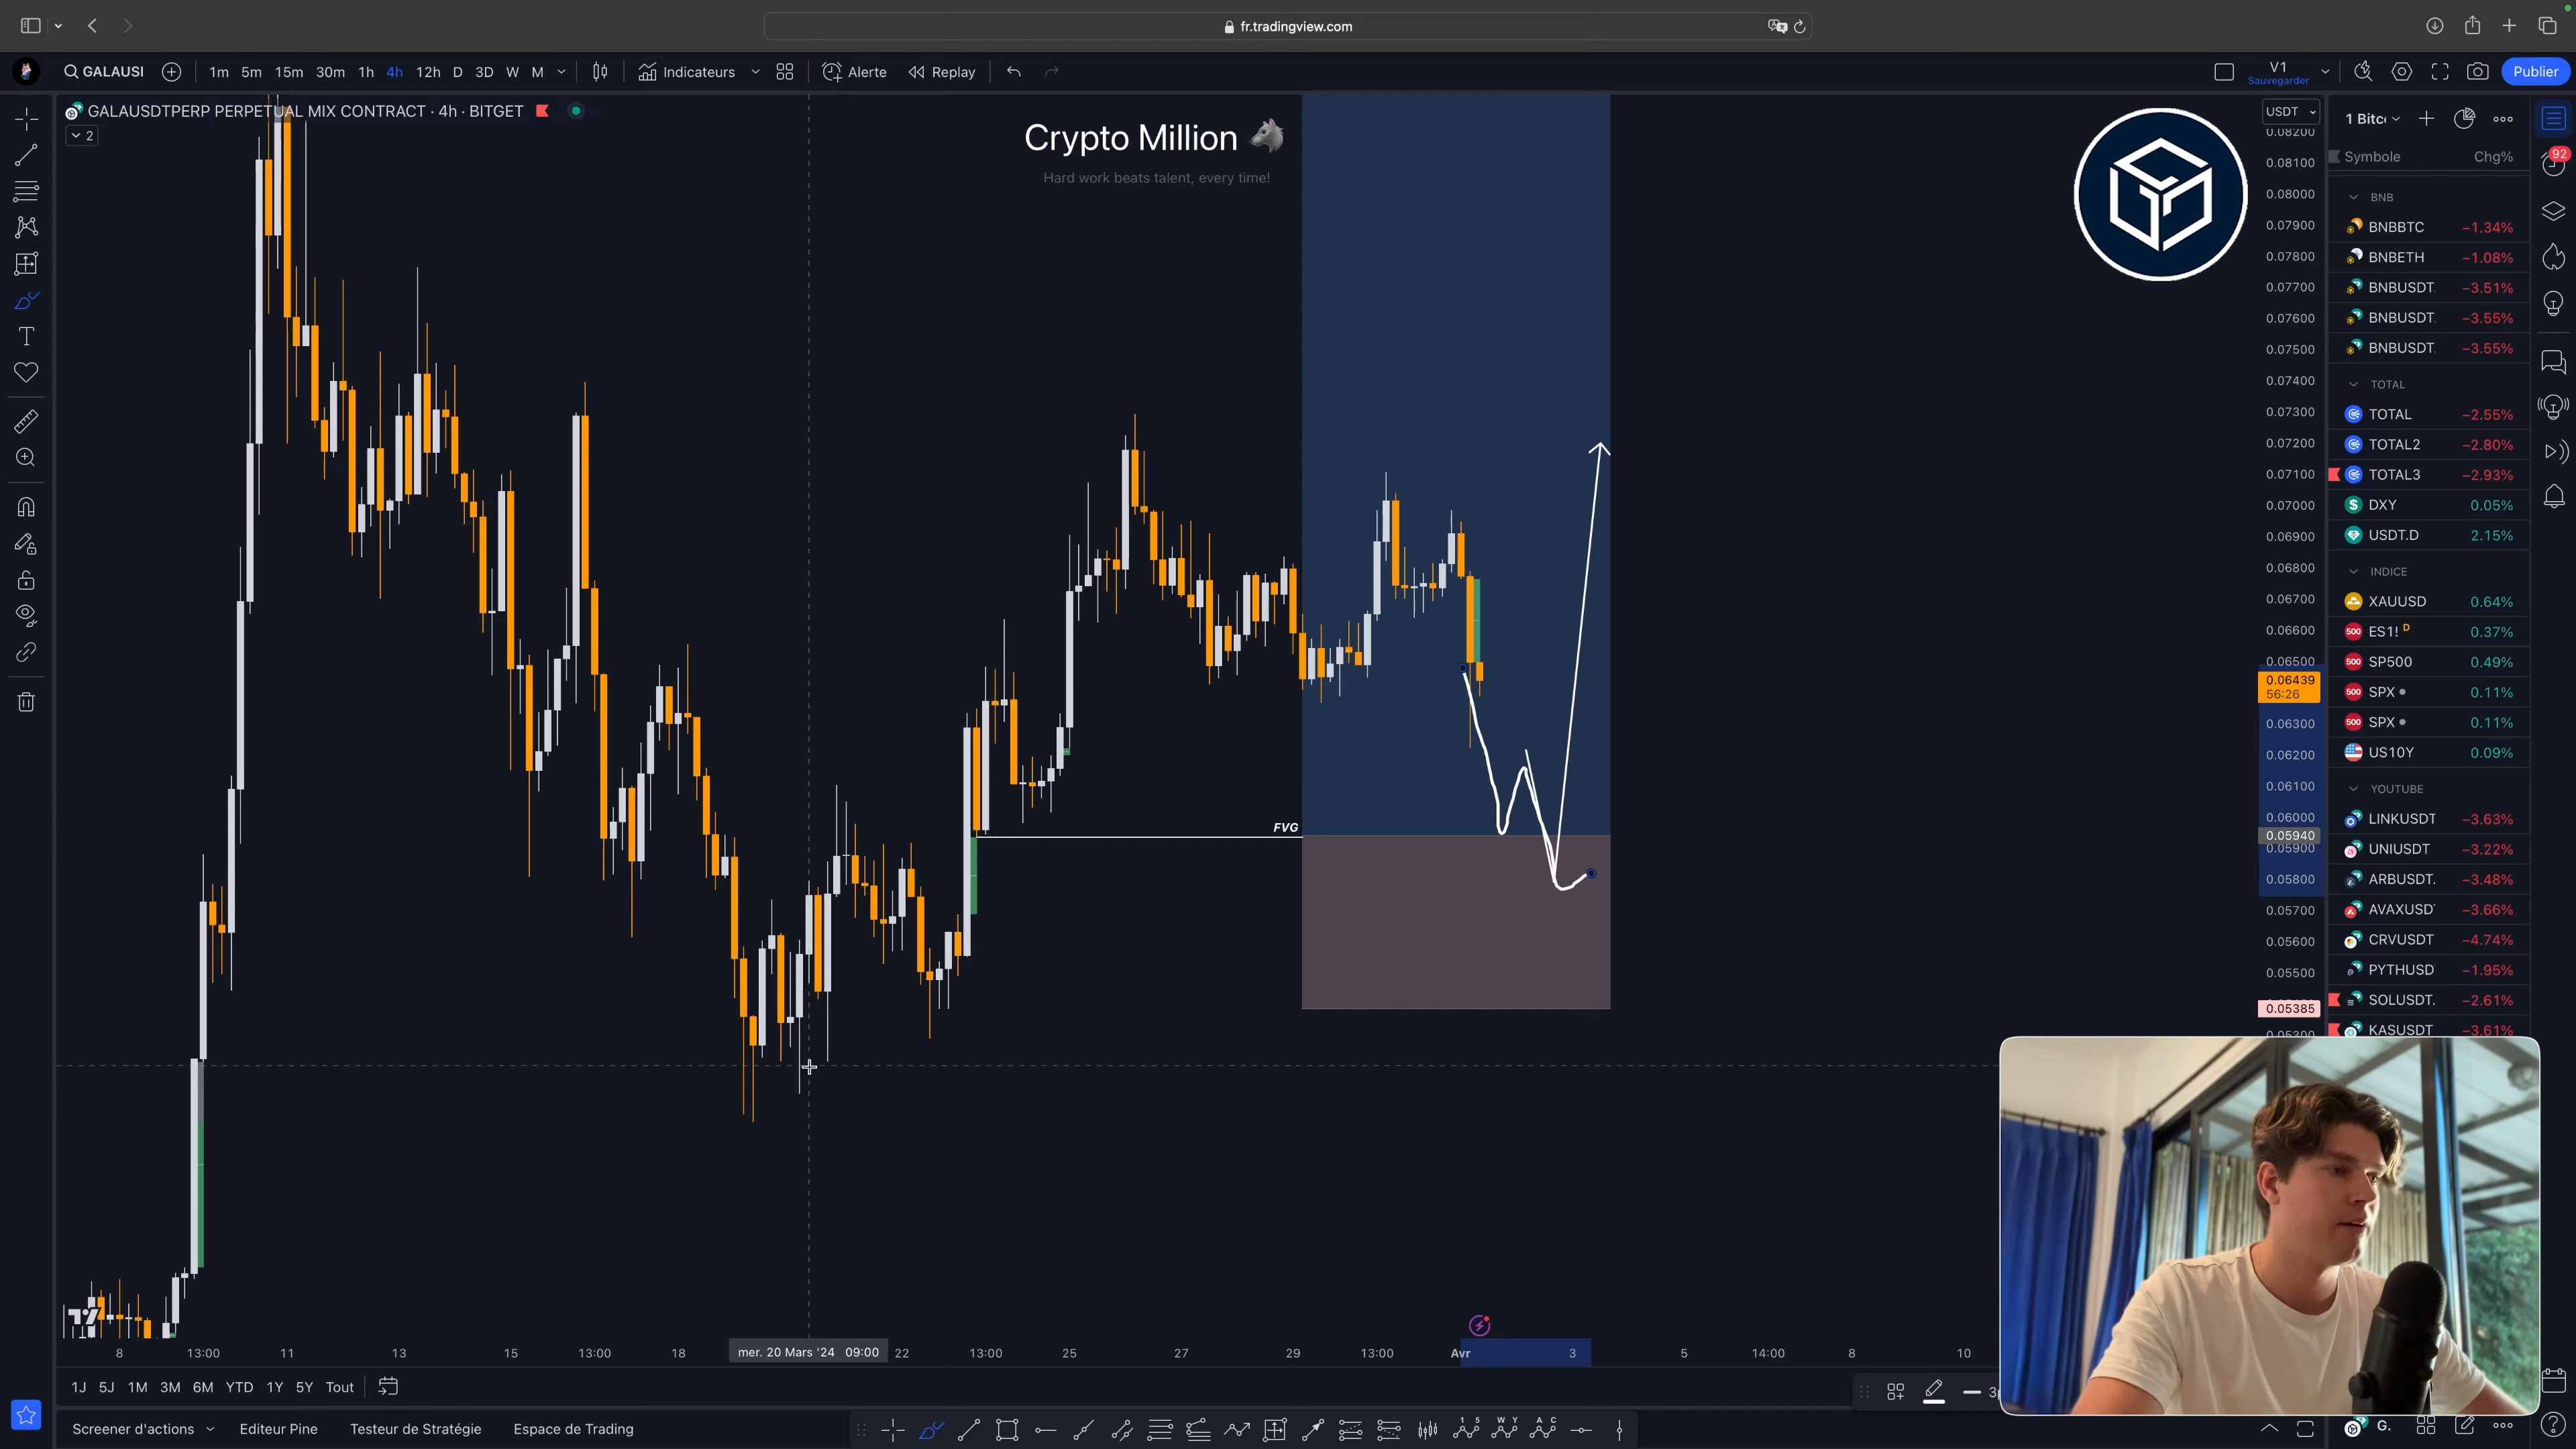 fr.tradingview.com
GALAUSI
1m 5m 15m 30m 1h 4h 12h D 3D W M
Indicateurs
Alerte
Replay
V1
Sauvegarder
Publier
GALAUSDTPERP PERPETUAL MIX CONTRACT · 4h · BITGET
2
Crypto Million
Hard work beats talent, every time!
USDT
0.08200
0.08100
0.08000
0.07900
0.07800
0.07700
0.07600
0.07500
0.07400
0.07300
0.07200
0.07100
0.07000
0.06900
0.06800
0.06700
0.06600
0.06500
0.06439
56:26
0.06300
0.06200
0.06100
0.06000
0.05940
0.05900
0.05800
0.05700
0.05600
0.05500
0.05385
0.05300
FVG
1 Bitc
92
Symbole Chg%
BNB
BNBBTC −1.34%
BNBETH −1.08%
BNBUSDT. −3.51%
BNBUSDT. −3.55%
BNBUSDT. −3.55%
TOTAL
TOTAL −2.55%
TOTAL2 −2.80%
TOTAL3 −2.93%
DXY 0.05%
USDT.D 2.15%
INDICE
XAUUSD 0.64%
ES1! D 0.37%
SP500 0.49%
SPX 0.11%
SPX 0.11%
US10Y 0.09%
YOUTUBE
LINKUSDT −3.63%
UNIUSDT −3.22%
ARBUSDT. −3.48%
AVAXUSD −3.66%
CRVUSDT −4.74%
PYTHUSD −1.95%
SOLUSDT. −2.61%
KASUSDT −3.61%
8 13:00 11 13 15 13:00 18 mer. 20 Mars '24 09:00 22 13:00 25 27 29 13:00 Avr 3 5 14:00 8 10
1J 5J 1M 3M 6M YTD 1Y 5Y Tout
Screener d'actions
Editeur Pine
Testeur de Stratégie
Espace de Trading
G.